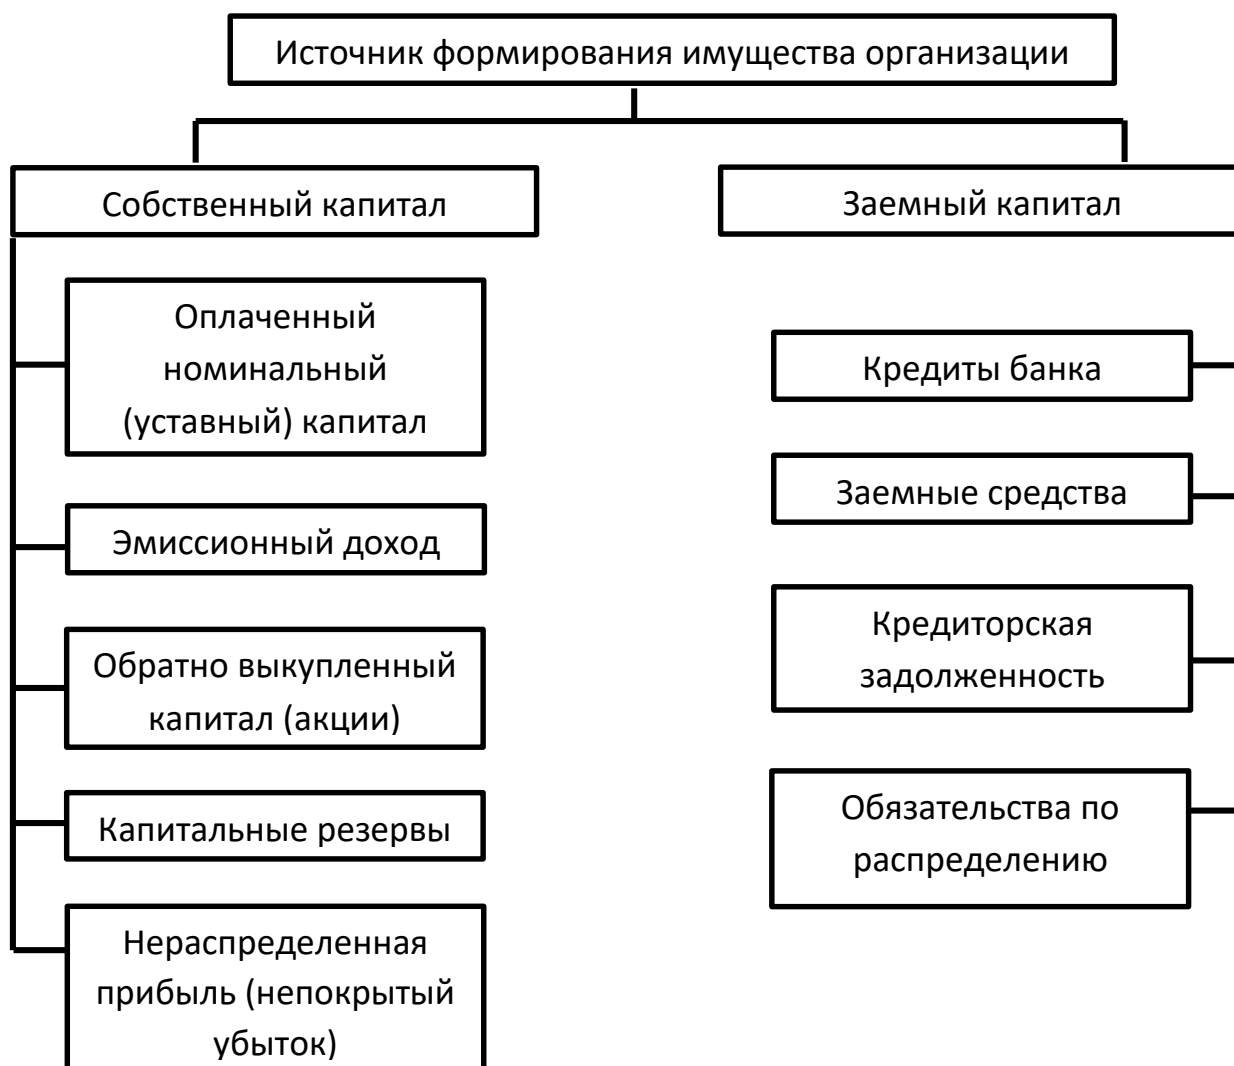 Источник формирования имущества организации
Собственный капитал
Заемный капитал
Оплаченный
номинальный
(уставный) капитал
Эмиссионный доход
Обратно выкупленный
капитал (акции)
Капитальные резервы
Нераспределенная
прибыль (непокрытый
убыток)
Кредиты банка
Заемные средства
Кредиторская
задолженность
Обязательства по
распределению